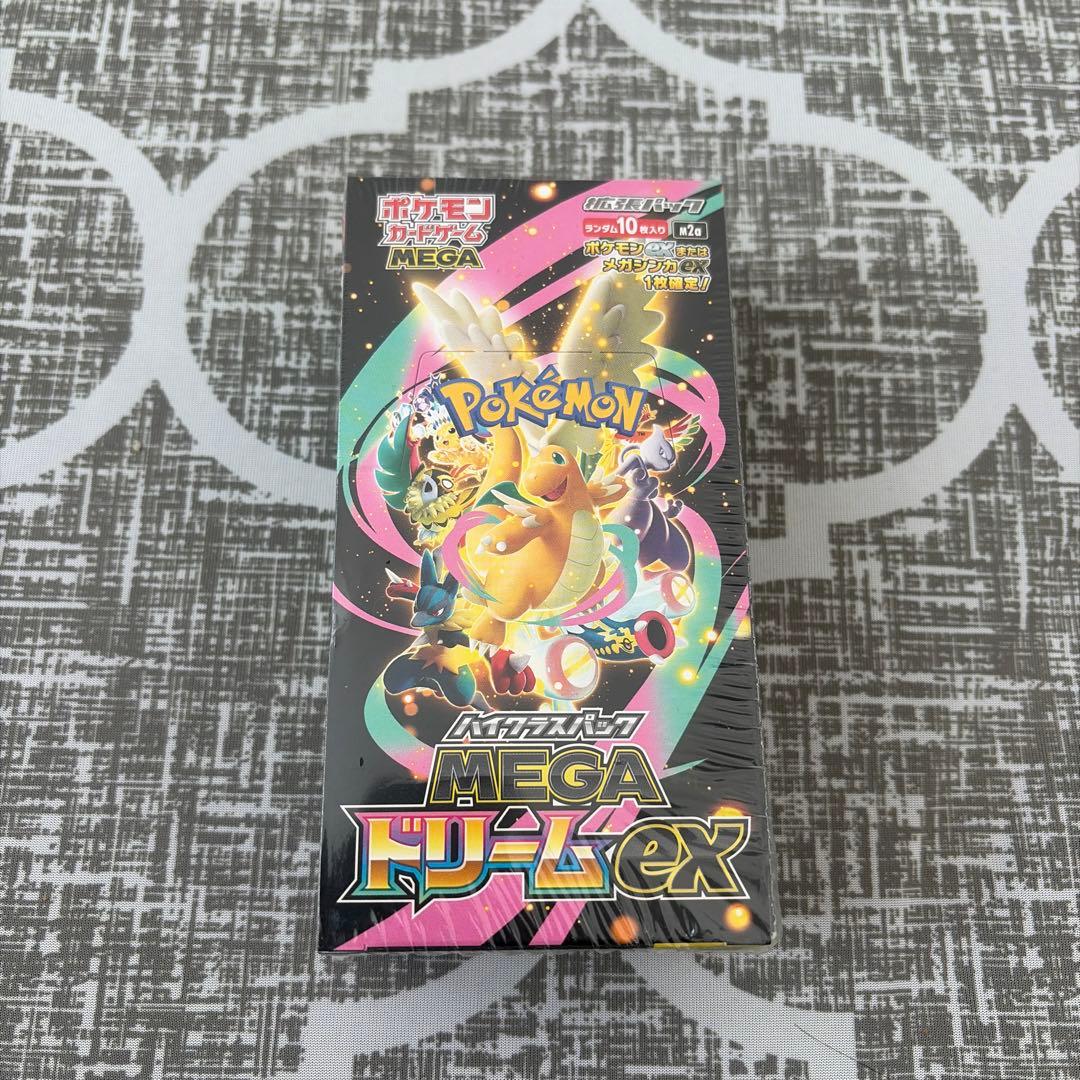 ポケモン
カードゲーム
MEGA
拡張パック
ランダム10枚入り M2a
ポケモンexまたは
メガシンカex
1枚確定!
POKéMON
TM
ハイクラスパック
MEGA
ドリームex